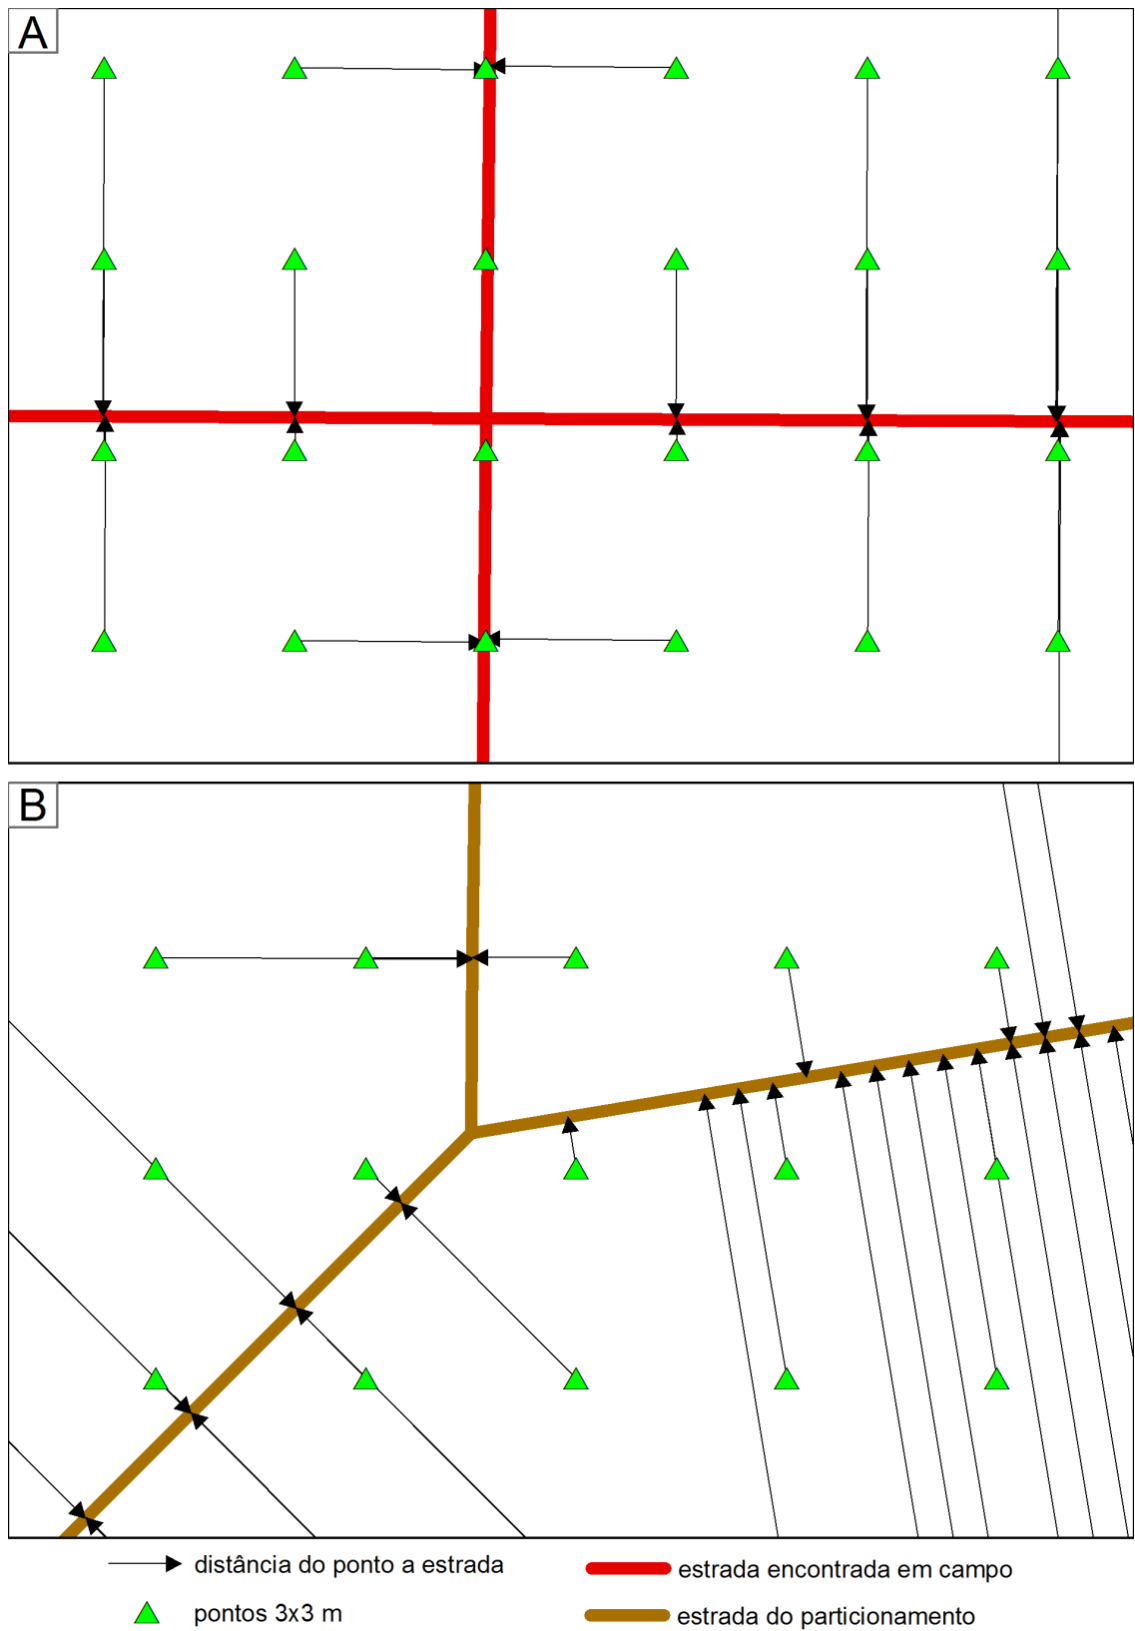 A
B
distância do ponto a estrada
estrada encontrada em campo
pontos 3x3 m
estrada do particionamento